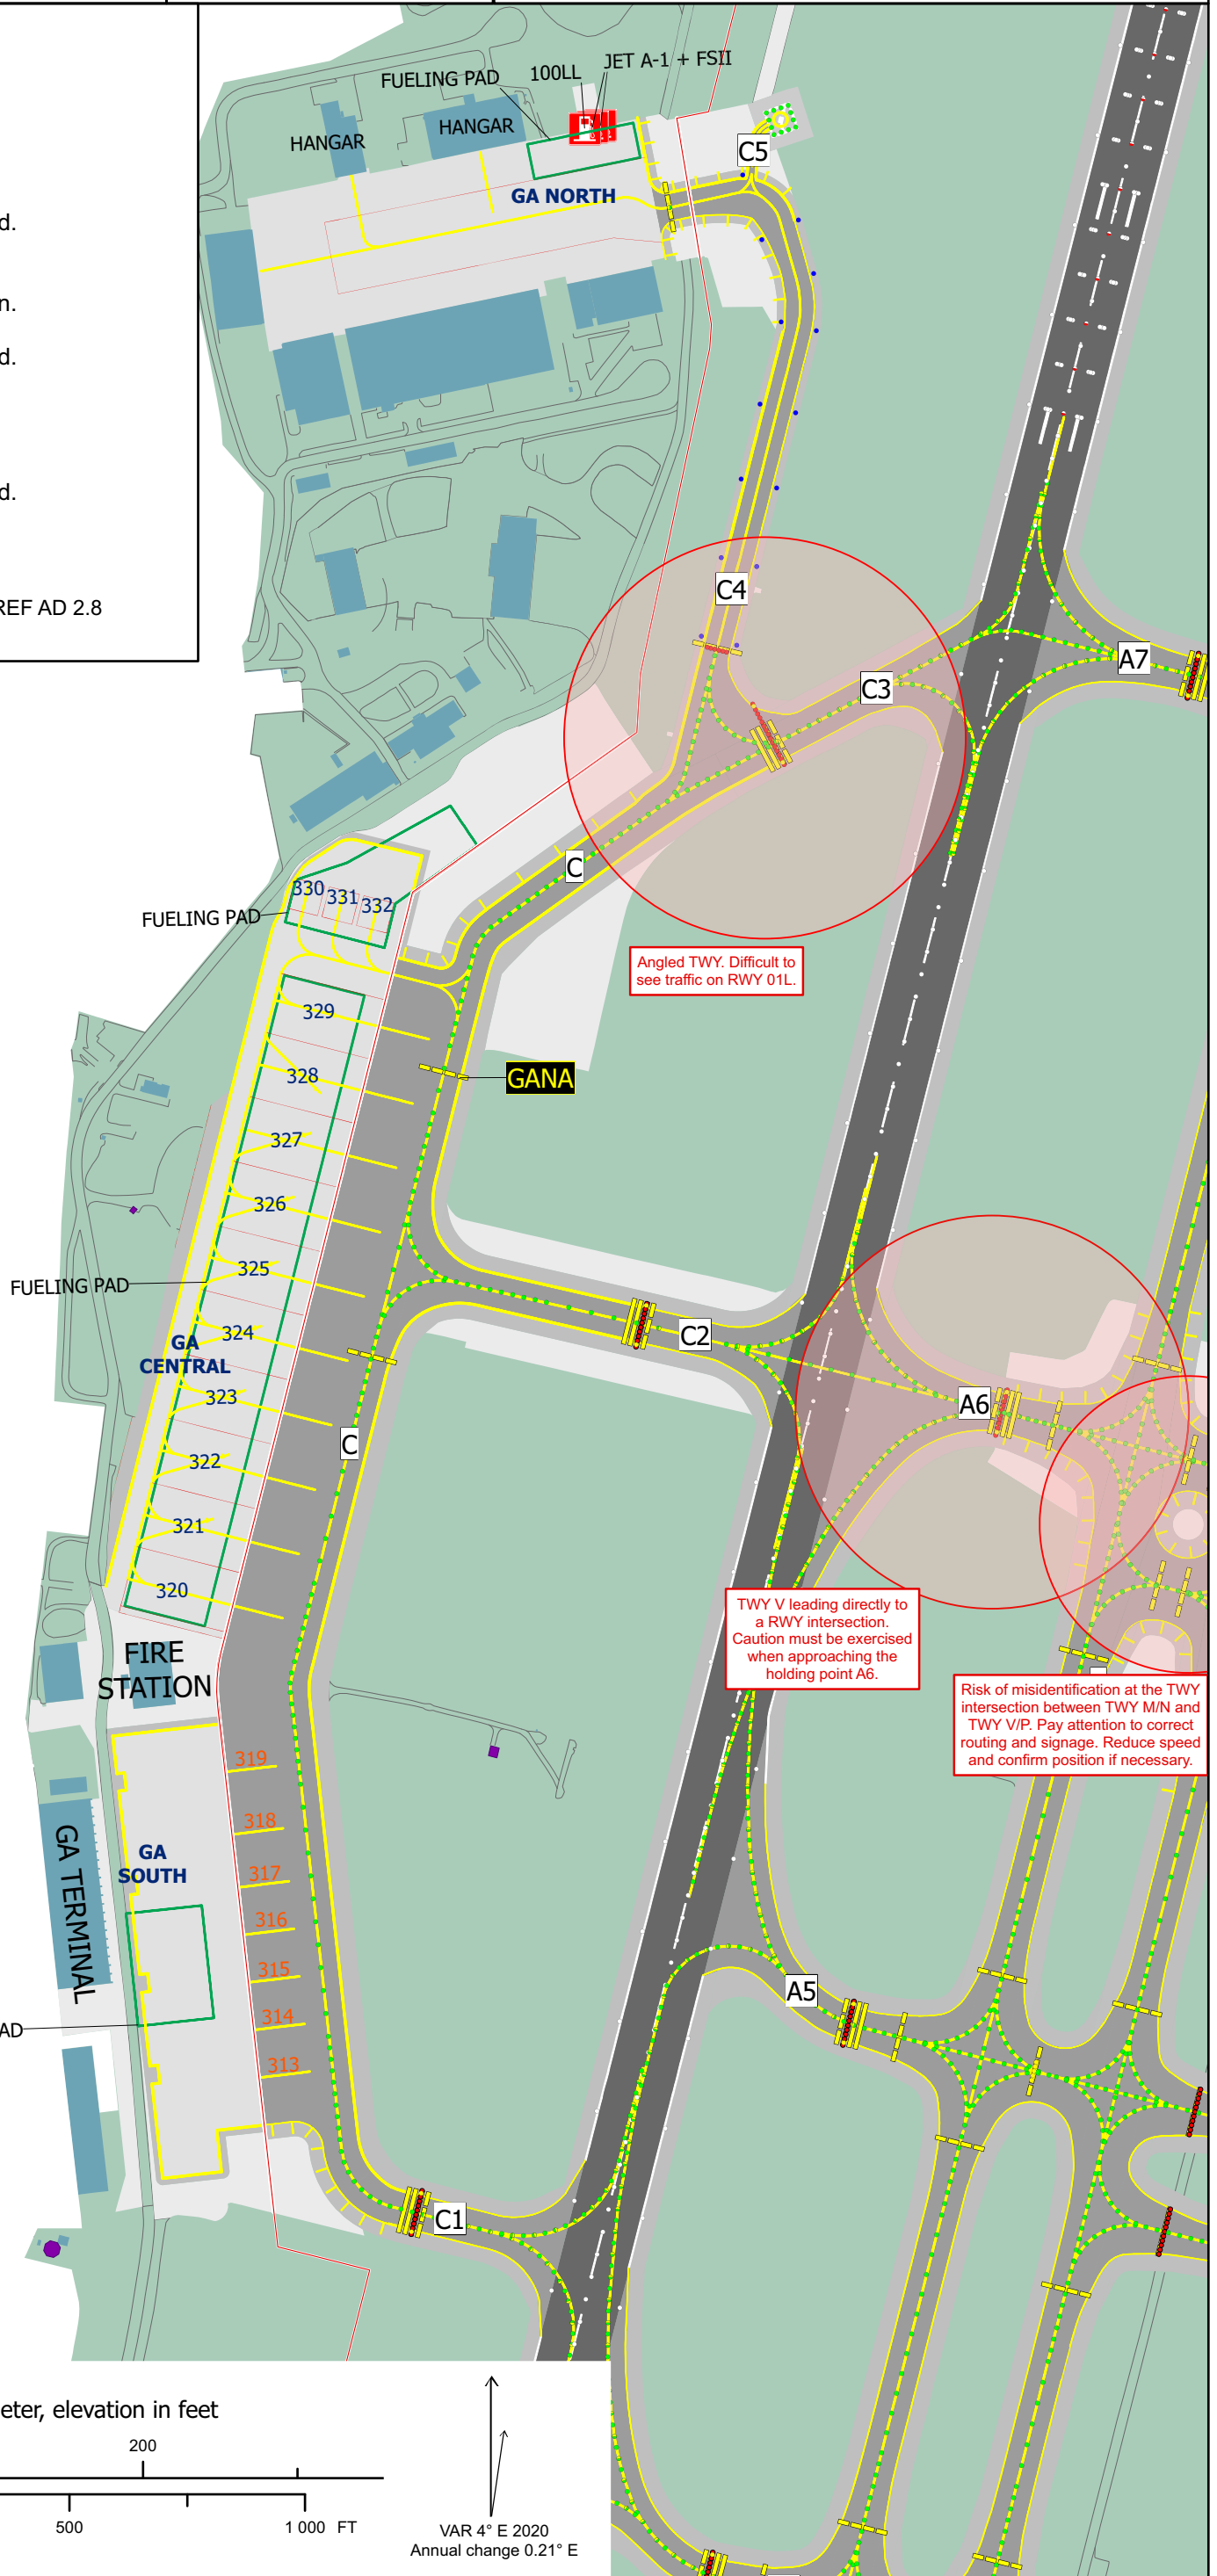 d.
n.
d.
d.
REF AD 2.8
FUELING PAD
100LL
JET A-1 + FSII
HANGAR
HANGAR
C5
GA NORTH
C4
A7
C3
C
330
331
332
FUELING PAD
Angled TWY. Difficult to
see traffic on RWY 01L.
329
328
GANA
327
326
325
FUELING PAD
324
GA
CENTRAL
C2
323
A6
C
322
321
320
TWY V leading directly to
a RWY intersection.
Caution must be exercised
when approaching the
holding point A6.
FIRE
STATION
Risk of misidentification at the TWY
intersection between TWY M/N and
TWY V/P. Pay attention to correct
routing and signage. Reduce speed
and confirm position if necessary.
319
318
GA TERMINAL
GA
SOUTH
317
316
315
A5
314
AD
313
C1
eter, elevation in feet
200
500
1 000 FT
VAR 4° E 2020
Annual change 0.21° E